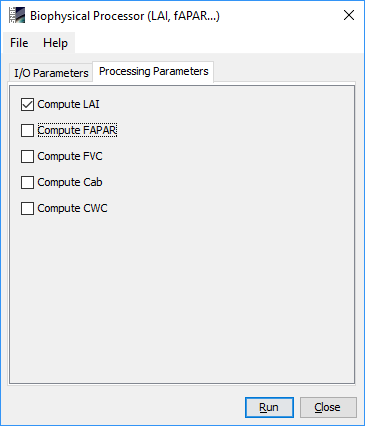 Biophysical Processor (LAI, fAPAR...)
File Help
I/O Parameters Processing Parameters
Compute LAI
Compute FAPAR
Compute FVC
Compute Cab
Compute CWC
Run Close